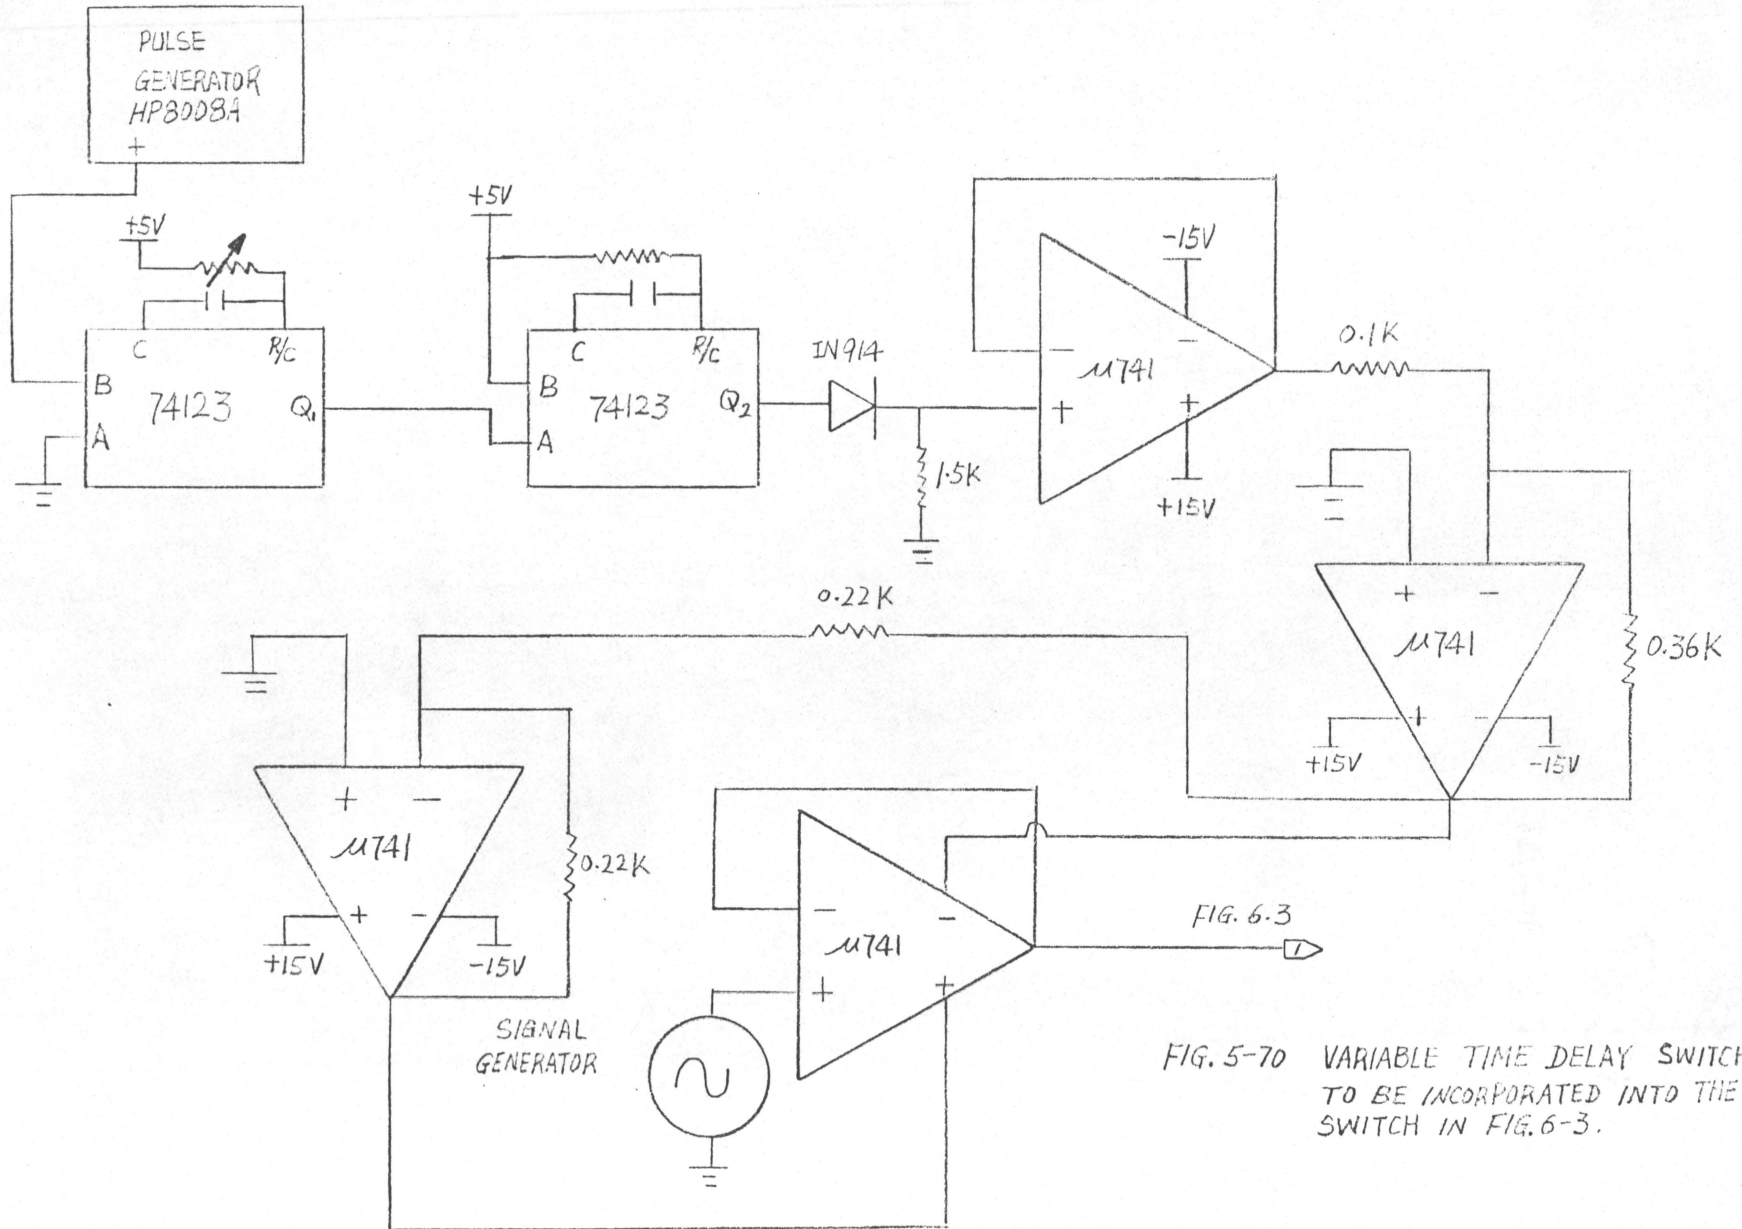 PULSE
GENERATOR
HP8008A
+
+5V
C
R/C
B
74123
Q1
A
+5V
C
R/C
B
74123
Q2
A
IN914
1.5K
-15V
−
−
μ741
+
+
+15V
0.1K
+
−
μ741
0.36K
+
−
+15V
-15V
0.22K
+
−
μ741
0.22K
+
−
+15V
-15V
SIGNAL
GENERATOR
−
−
μ741
+
+
FIG. 6.3
1
FIG. 5-70 VARIABLE TIME DELAY SWITCH
TO BE INCORPORATED INTO THE
SWITCH IN FIG. 6-3.